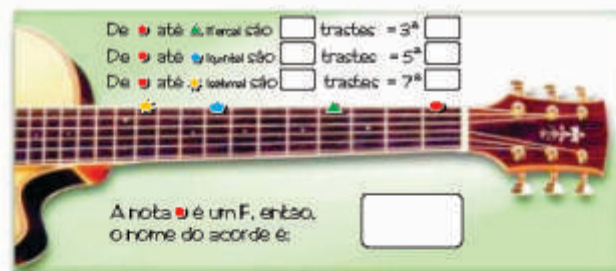 De até (terça) são trastes = 3ª
De até (quinta) são trastes = 5ª
De até (sétima) são trastes = 7ª
A nota é um F, então,
o nome do acorde é: